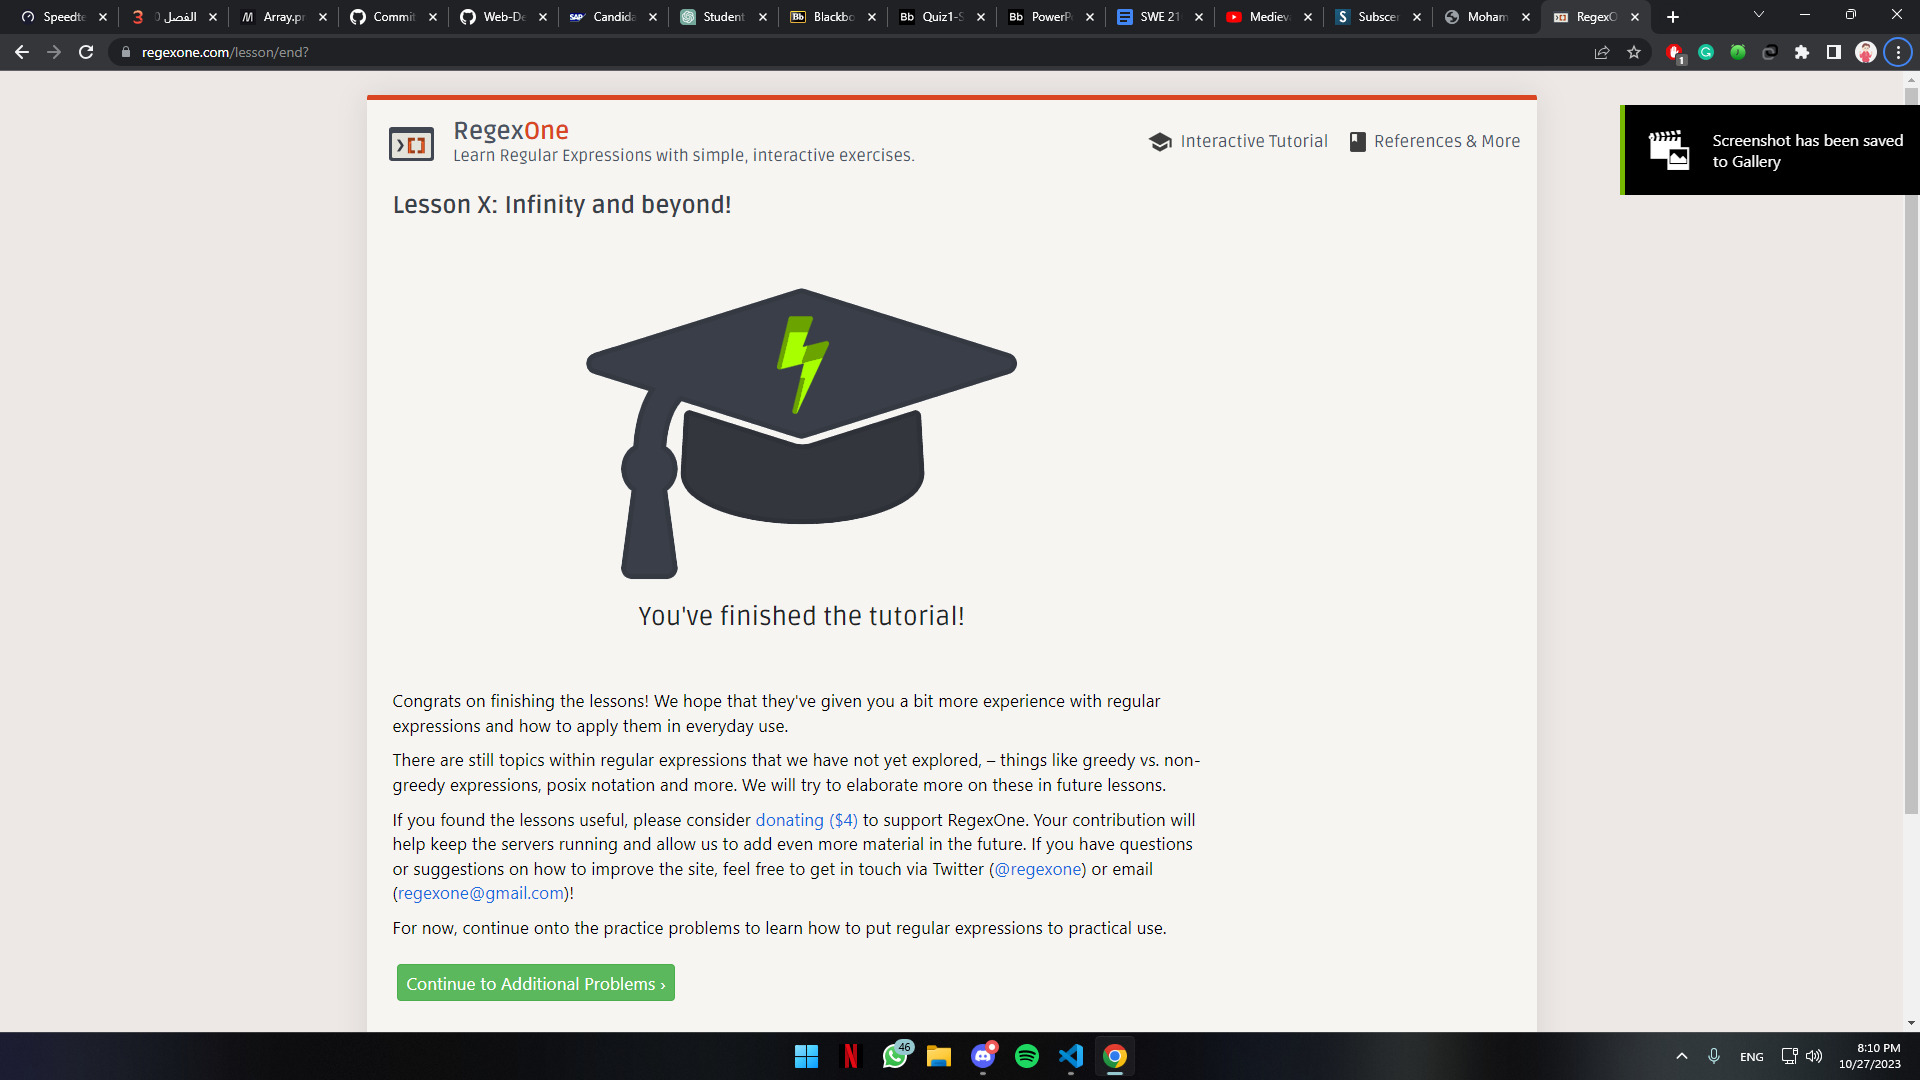 Speedte
الفصل 0
Array.pr
Commit
Web-De
Candida
Student
Blackbo
Quiz1-S
PowerPo
SWE 21
Medieva
Subscen
Moham
RegexO
regexone.com/lesson/end?
1
RegexOne
Learn Regular Expressions with simple, interactive exercises.
Interactive Tutorial
References & More
Screenshot has been saved
to Gallery
Lesson X: Infinity and beyond!
You've finished the tutorial!
Congrats on finishing the lessons! We hope that they've given you a bit more experience with regular
expressions and how to apply them in everyday use.
There are still topics within regular expressions that we have not yet explored, – things like greedy vs. non-
greedy expressions, posix notation and more. We will try to elaborate more on these in future lessons.
If you found the lessons useful, please consider donating ($4) to support RegexOne. Your contribution will
help keep the servers running and allow us to add even more material in the future. If you have questions
or suggestions on how to improve the site, feel free to get in touch via Twitter (@regexone) or email
(regexone@gmail.com)!
For now, continue onto the practice problems to learn how to put regular expressions to practical use.
Continue to Additional Problems ›
46
ENG
8:10 PM
10/27/2023